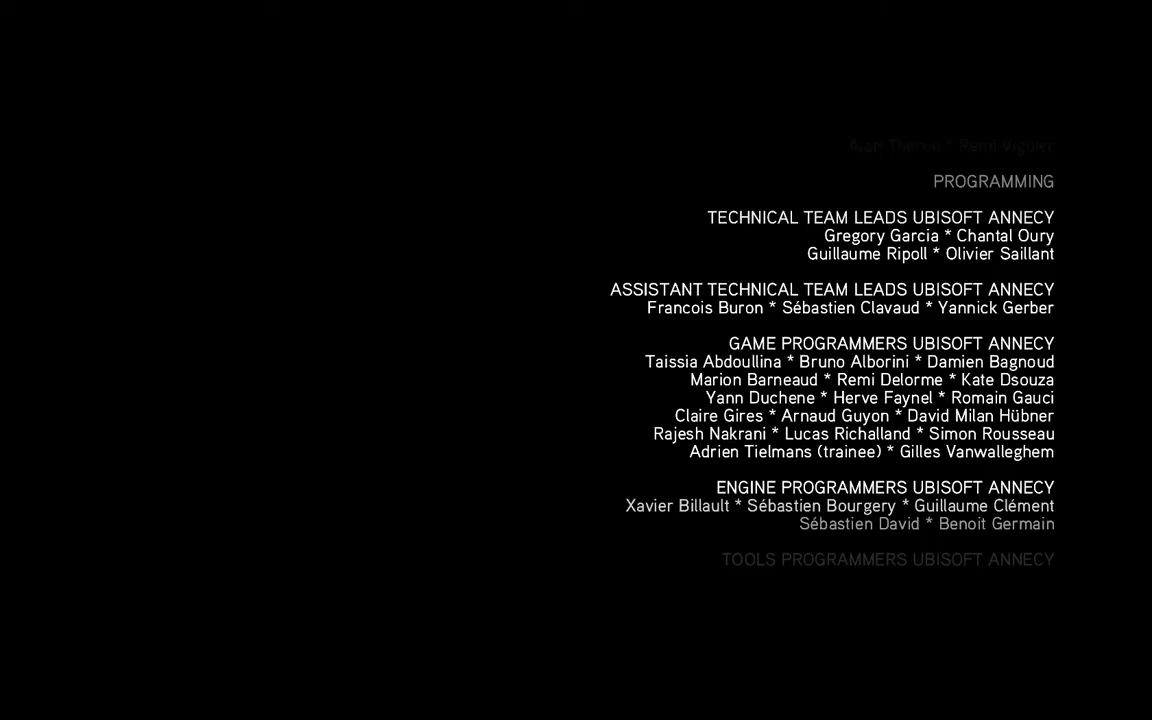 * Remi Viguier
PROGRAMMING
TECHNICAL TEAM LEADS UBISOFT ANNECY
Gregory Garcia * Chantal Oury
Guillaume Ripoll * Olivier Saillant
ASSISTANT TECHNICAL TEAM LEADS UBISOFT ANNECY
Francois Buron * Sébastien Clavaud * Yannick Gerber
GAME PROGRAMMERS UBISOFT ANNECY
Taissia Abdoullina * Bruno Alborini * Damien Bagnoud
Marion Barneaud * Remi Delorme * Kate Dsouza
Yann Duchene * Herve Faynel * Romain Gauci
Claire Gires * Arnaud Guyon * David Milan Hübner
Rajesh Nakrani * Lucas Richalland * Simon Rousseau
Adrien Tielmans (trainee) * Gilles Vanwalleghem
ENGINE PROGRAMMERS UBISOFT ANNECY
Xavier Billault * Sébastien Bourgery * Guillaume Clément
Sébastien David * Benoit Germain
TOOLS PROGRAMMERS UBISOFT ANNECY